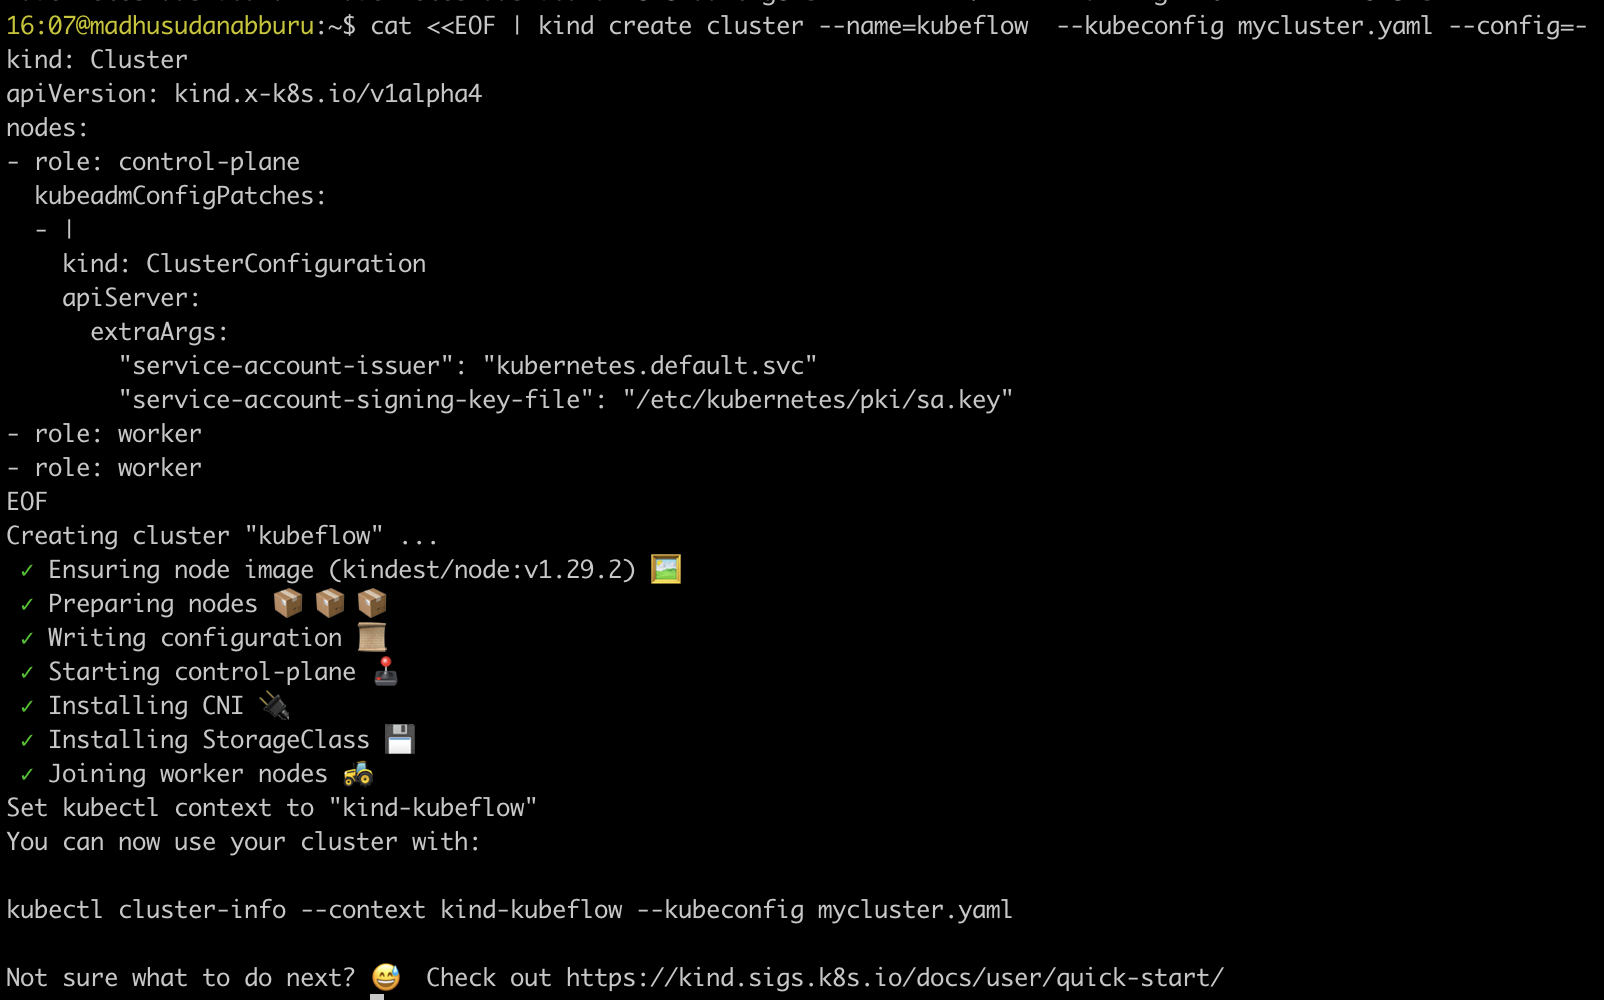 16:07@madhusudanabburu:~$ cat <<EOF | kind create cluster --name=kubeflow  --kubeconfig mycluster.yaml --config=-
kind: Cluster
apiVersion: kind.x-k8s.io/v1alpha4
nodes:
- role: control-plane
  kubeadmConfigPatches:
  - |
    kind: ClusterConfiguration
    apiServer:
      extraArgs:
        "service-account-issuer": "kubernetes.default.svc"
        "service-account-signing-key-file": "/etc/kubernetes/pki/sa.key"
- role: worker
- role: worker
EOF
Creating cluster "kubeflow" ...
 ✓ Ensuring node image (kindest/node:v1.29.2) 🖼
 ✓ Preparing nodes 📦 📦 📦
 ✓ Writing configuration 📜
 ✓ Starting control-plane 🕹️
 ✓ Installing CNI 🔌
 ✓ Installing StorageClass 💾
 ✓ Joining worker nodes 🚜
Set kubectl context to "kind-kubeflow"
You can now use your cluster with:

kubectl cluster-info --context kind-kubeflow --kubeconfig mycluster.yaml

Not sure what to do next? 😅  Check out https://kind.sigs.k8s.io/docs/user/quick-start/